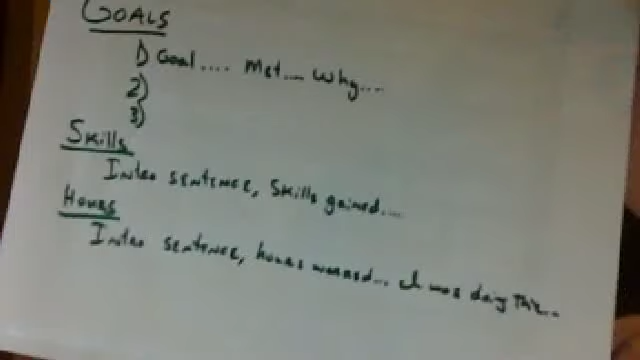 GOALS
1) Goal.... Met... Why....
2)
3)
Skills
Intro sentence, skills gained....
Hours
Intro sentence, hours worked... I was doing this..